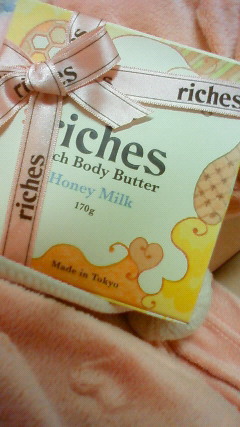 riches
riches
riches
riches
ch Body Butter
Honey Milk
170g
Made in Tokyo